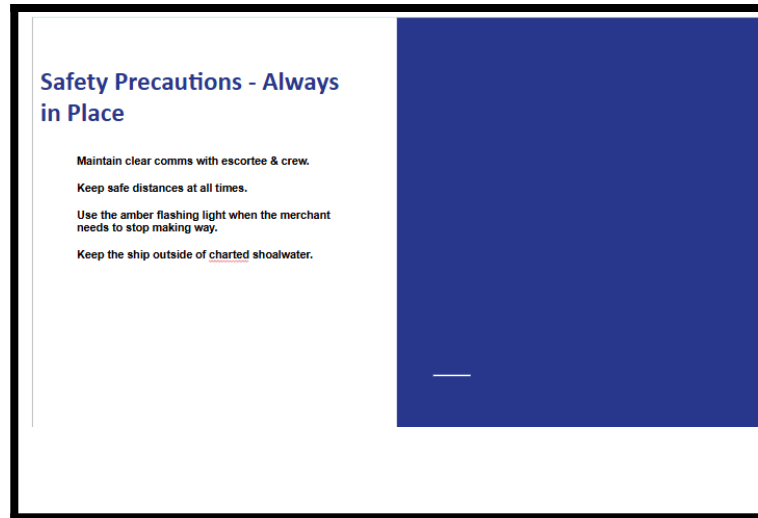 Safety Precautions - Always
in Place
Maintain clear comms with escortee & crew.
Keep safe distances at all times.
Use the amber flashing light when the merchant
needs to stop making way.
Keep the ship outside of charted shoalwater.